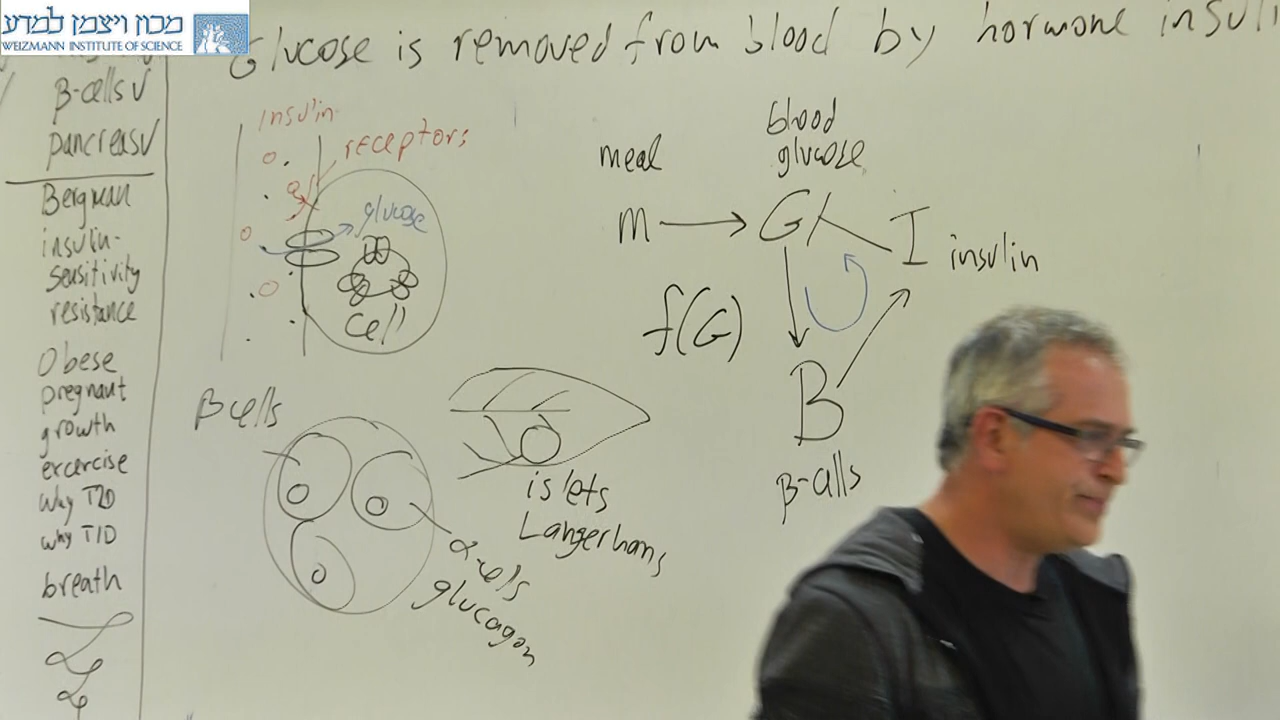 מכון ויצמן למדע
WEIZMANN INSTITUTE OF SCIENCE
Glucose is removed from blood by hormone insuli
β-cells √
pancreas √
Bergman
insulin-
sensitivity
resistance
Obese
pregnant
growth
excercise
why T2D
why T1D
breath
insulin
receptors
glucose
cell
β cells
islets
Langerhans
α-cells
glucagon
meal
blood
glucose
m
G
I insulin
f(G)
B
β-cells